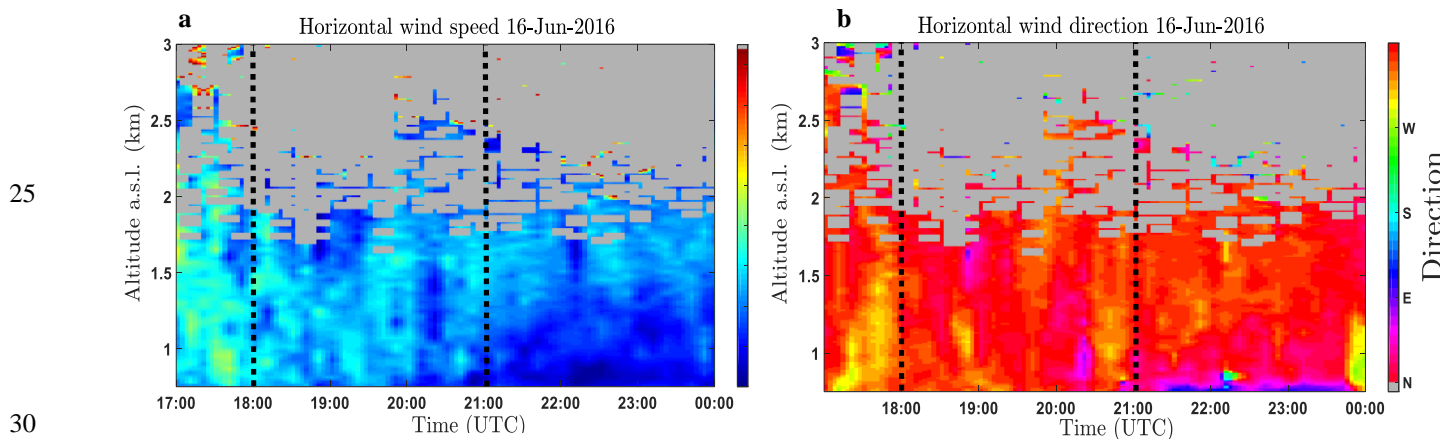 a
Horizontal wind speed 16-Jun-2016
3
2.5
2
1.5
1
Altitude a.s.l. (km)
17:00 18:00 19:00 20:00 21:00 22:00 23:00 00:00
Time (UTC)
b
Horizontal wind direction 16-Jun-2016
3
2.5
2
1.5
1
Altitude a.s.l. (km)
18:00 19:00 20:00 21:00 22:00 23:00 00:00
Time (UTC)
W
S
E
N
Direction
25
30